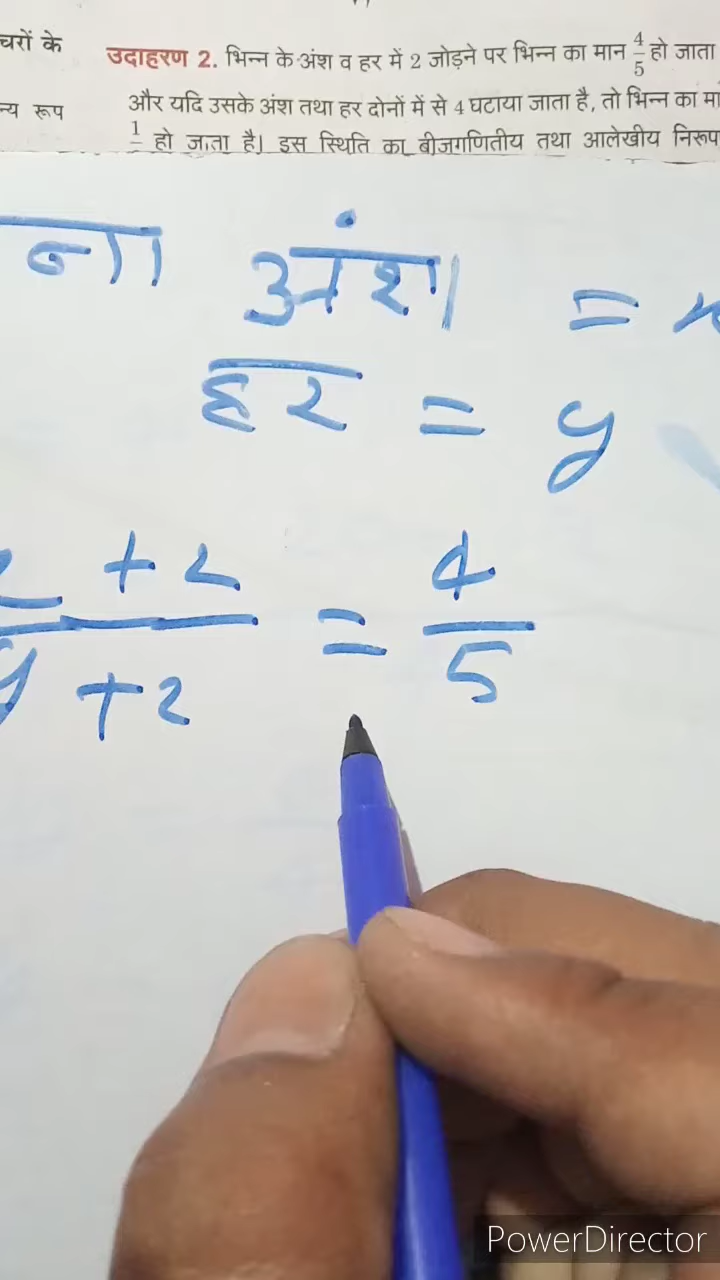 चरों के
उदाहरण 2. भिन्न के अंश व हर में 2 जोड़ने पर भिन्न का मान 4/5 हो जाता
न्य रूप
और यदि उसके अंश तथा हर दोनों में से 4 घटाया जाता है, तो भिन्न का मा
1 हो जाता है। इस स्थिति का बीजगणितीय तथा आलेखीय निरूप
ना अंश =
हर = y
+ 2 / y + 2 = 4/5
PowerDirector